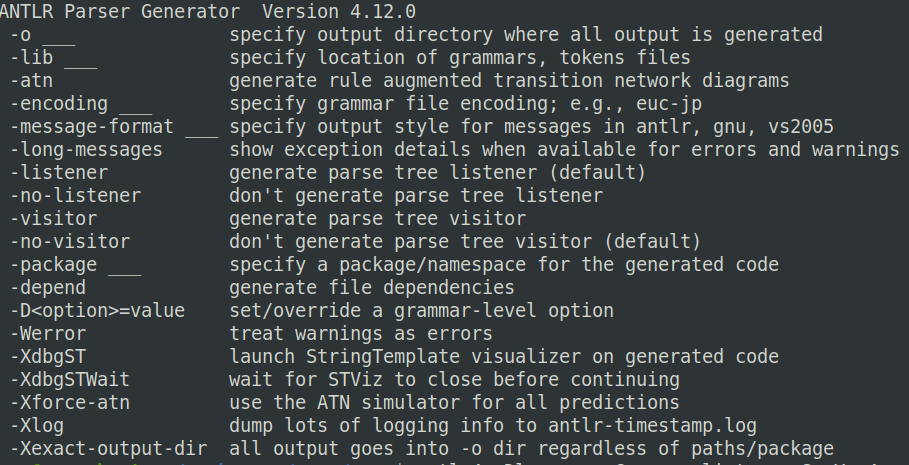 ANTLR Parser Generator  Version 4.12.0
 -o ___              specify output directory where all output is generated
 -lib ___            specify location of grammars, tokens files
 -atn                generate rule augmented transition network diagrams
 -encoding ___       specify grammar file encoding; e.g., euc-jp
 -message-format ___ specify output style for messages in antlr, gnu, vs2005
 -long-messages      show exception details when available for errors and warnings
 -listener           generate parse tree listener (default)
 -no-listener        don't generate parse tree listener
 -visitor            generate parse tree visitor
 -no-visitor         don't generate parse tree visitor (default)
 -package ___        specify a package/namespace for the generated code
 -depend             generate file dependencies
 -D<option>=value    set/override a grammar-level option
 -Werror             treat warnings as errors
 -XdbgST             launch StringTemplate visualizer on generated code
 -XdbgSTWait         wait for STViz to close before continuing
 -Xforce-atn         use the ATN simulator for all predictions
 -Xlog               dump lots of logging info to antlr-timestamp.log
 -Xexact-output-dir  all output goes into -o dir regardless of paths/package